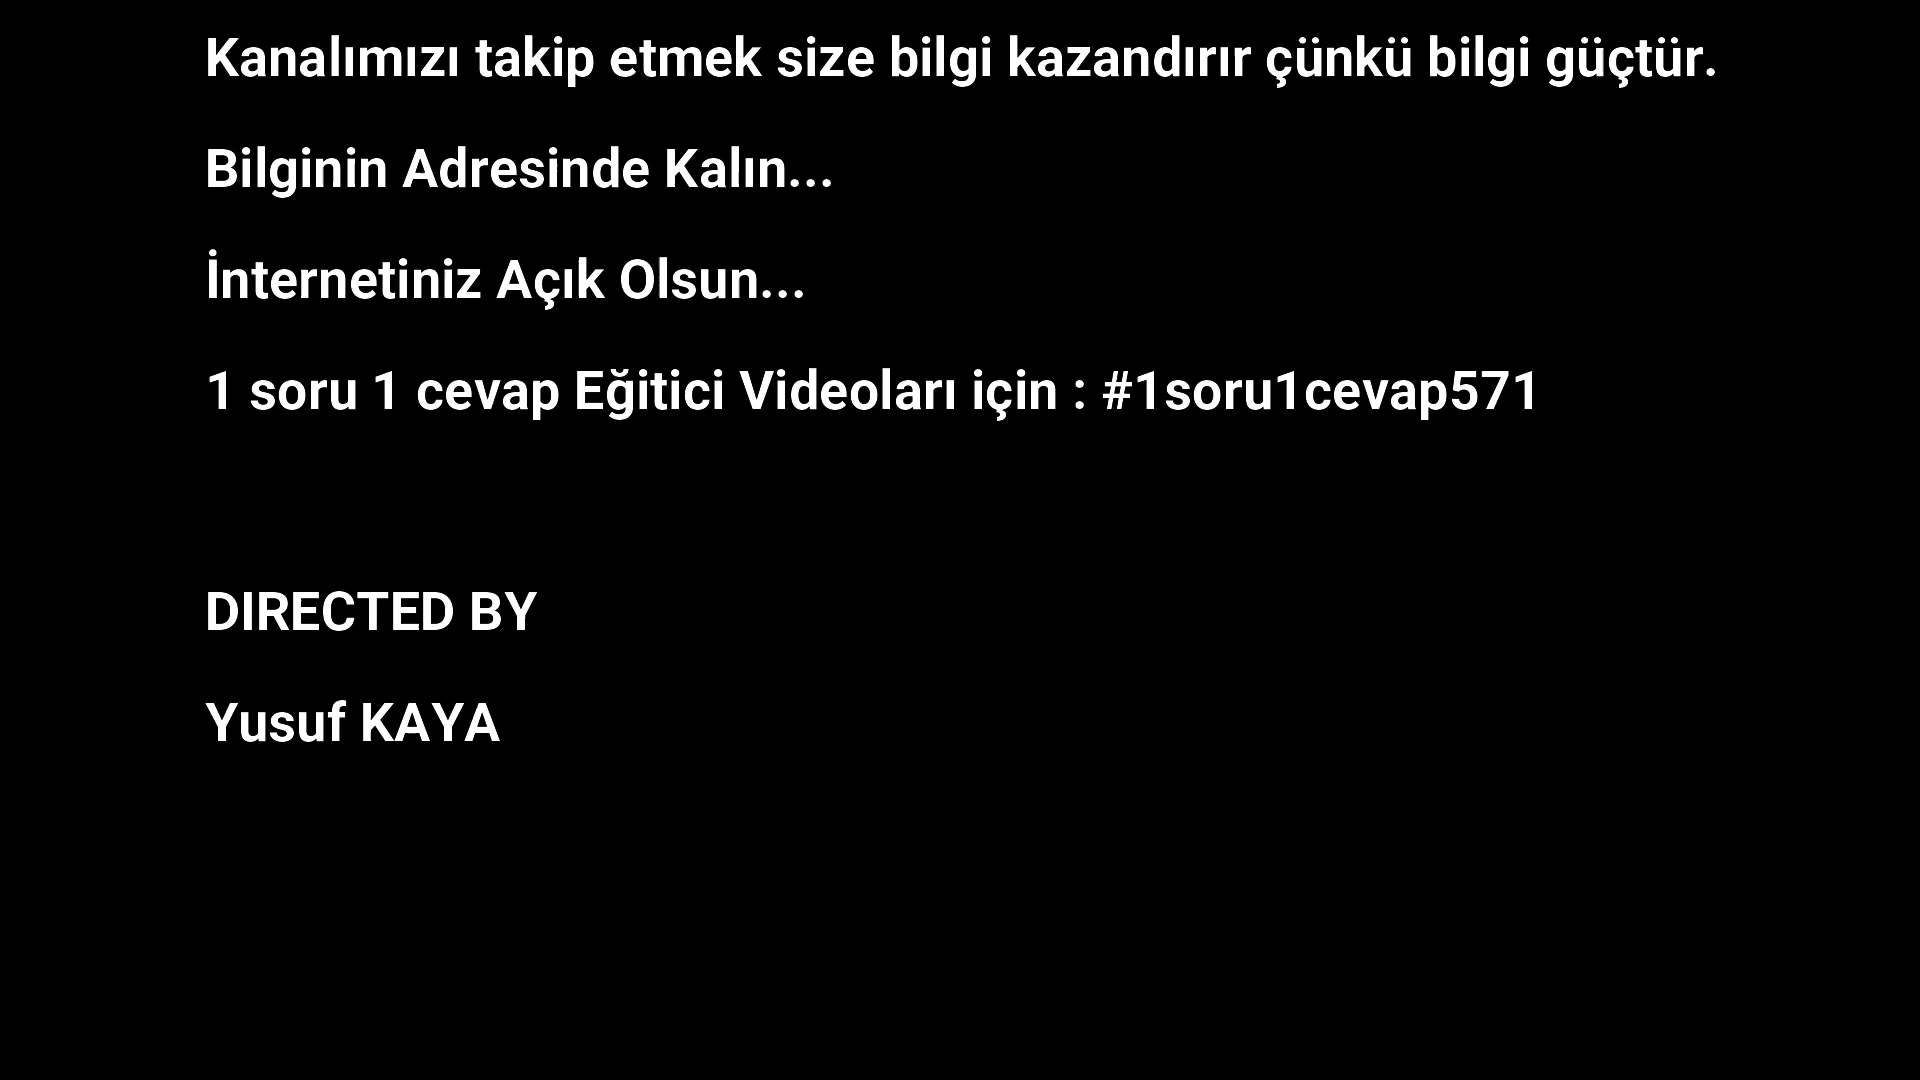 Kanalımızı takip etmek size bilgi kazandırır çünkü bilgi güçtür.
Bilginin Adresinde Kalın...
İnternetiniz Açık Olsun...
1 soru 1 cevap Eğitici Videoları için : #1soru1cevap571
DIRECTED BY
Yusuf KAYA